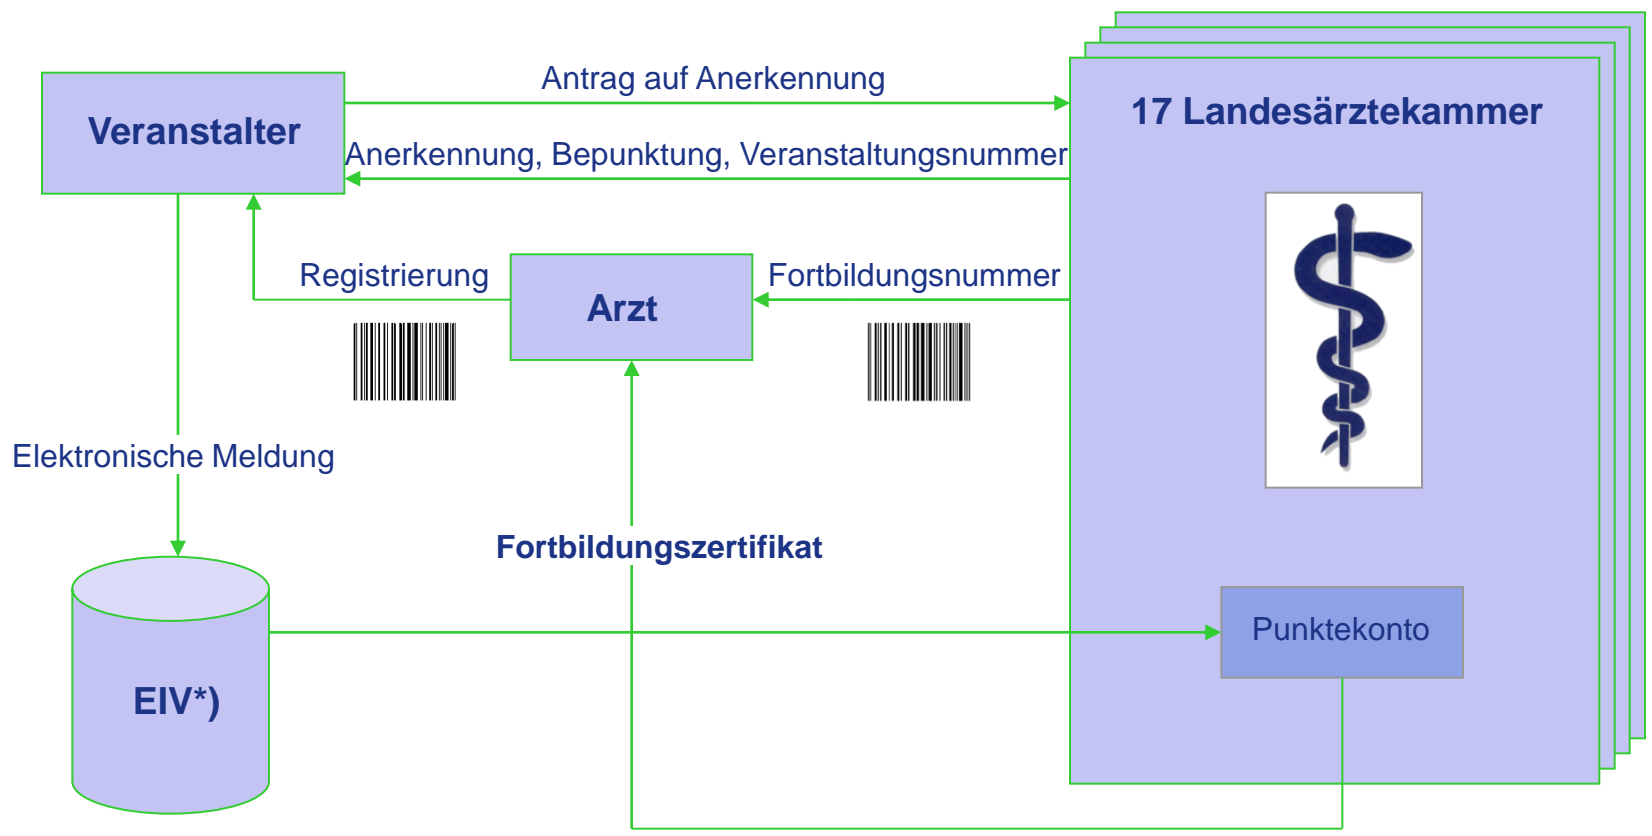 Antrag auf Anerkennung
Veranstalter
17 Landesärztekammer
Anerkennung, Bepunktung, Veranstaltungsnummer
Registrierung
Arzt
Fortbildungsnummer
Elektronische Meldung
Fortbildungszertifikat
Punktekonto
EIV*)